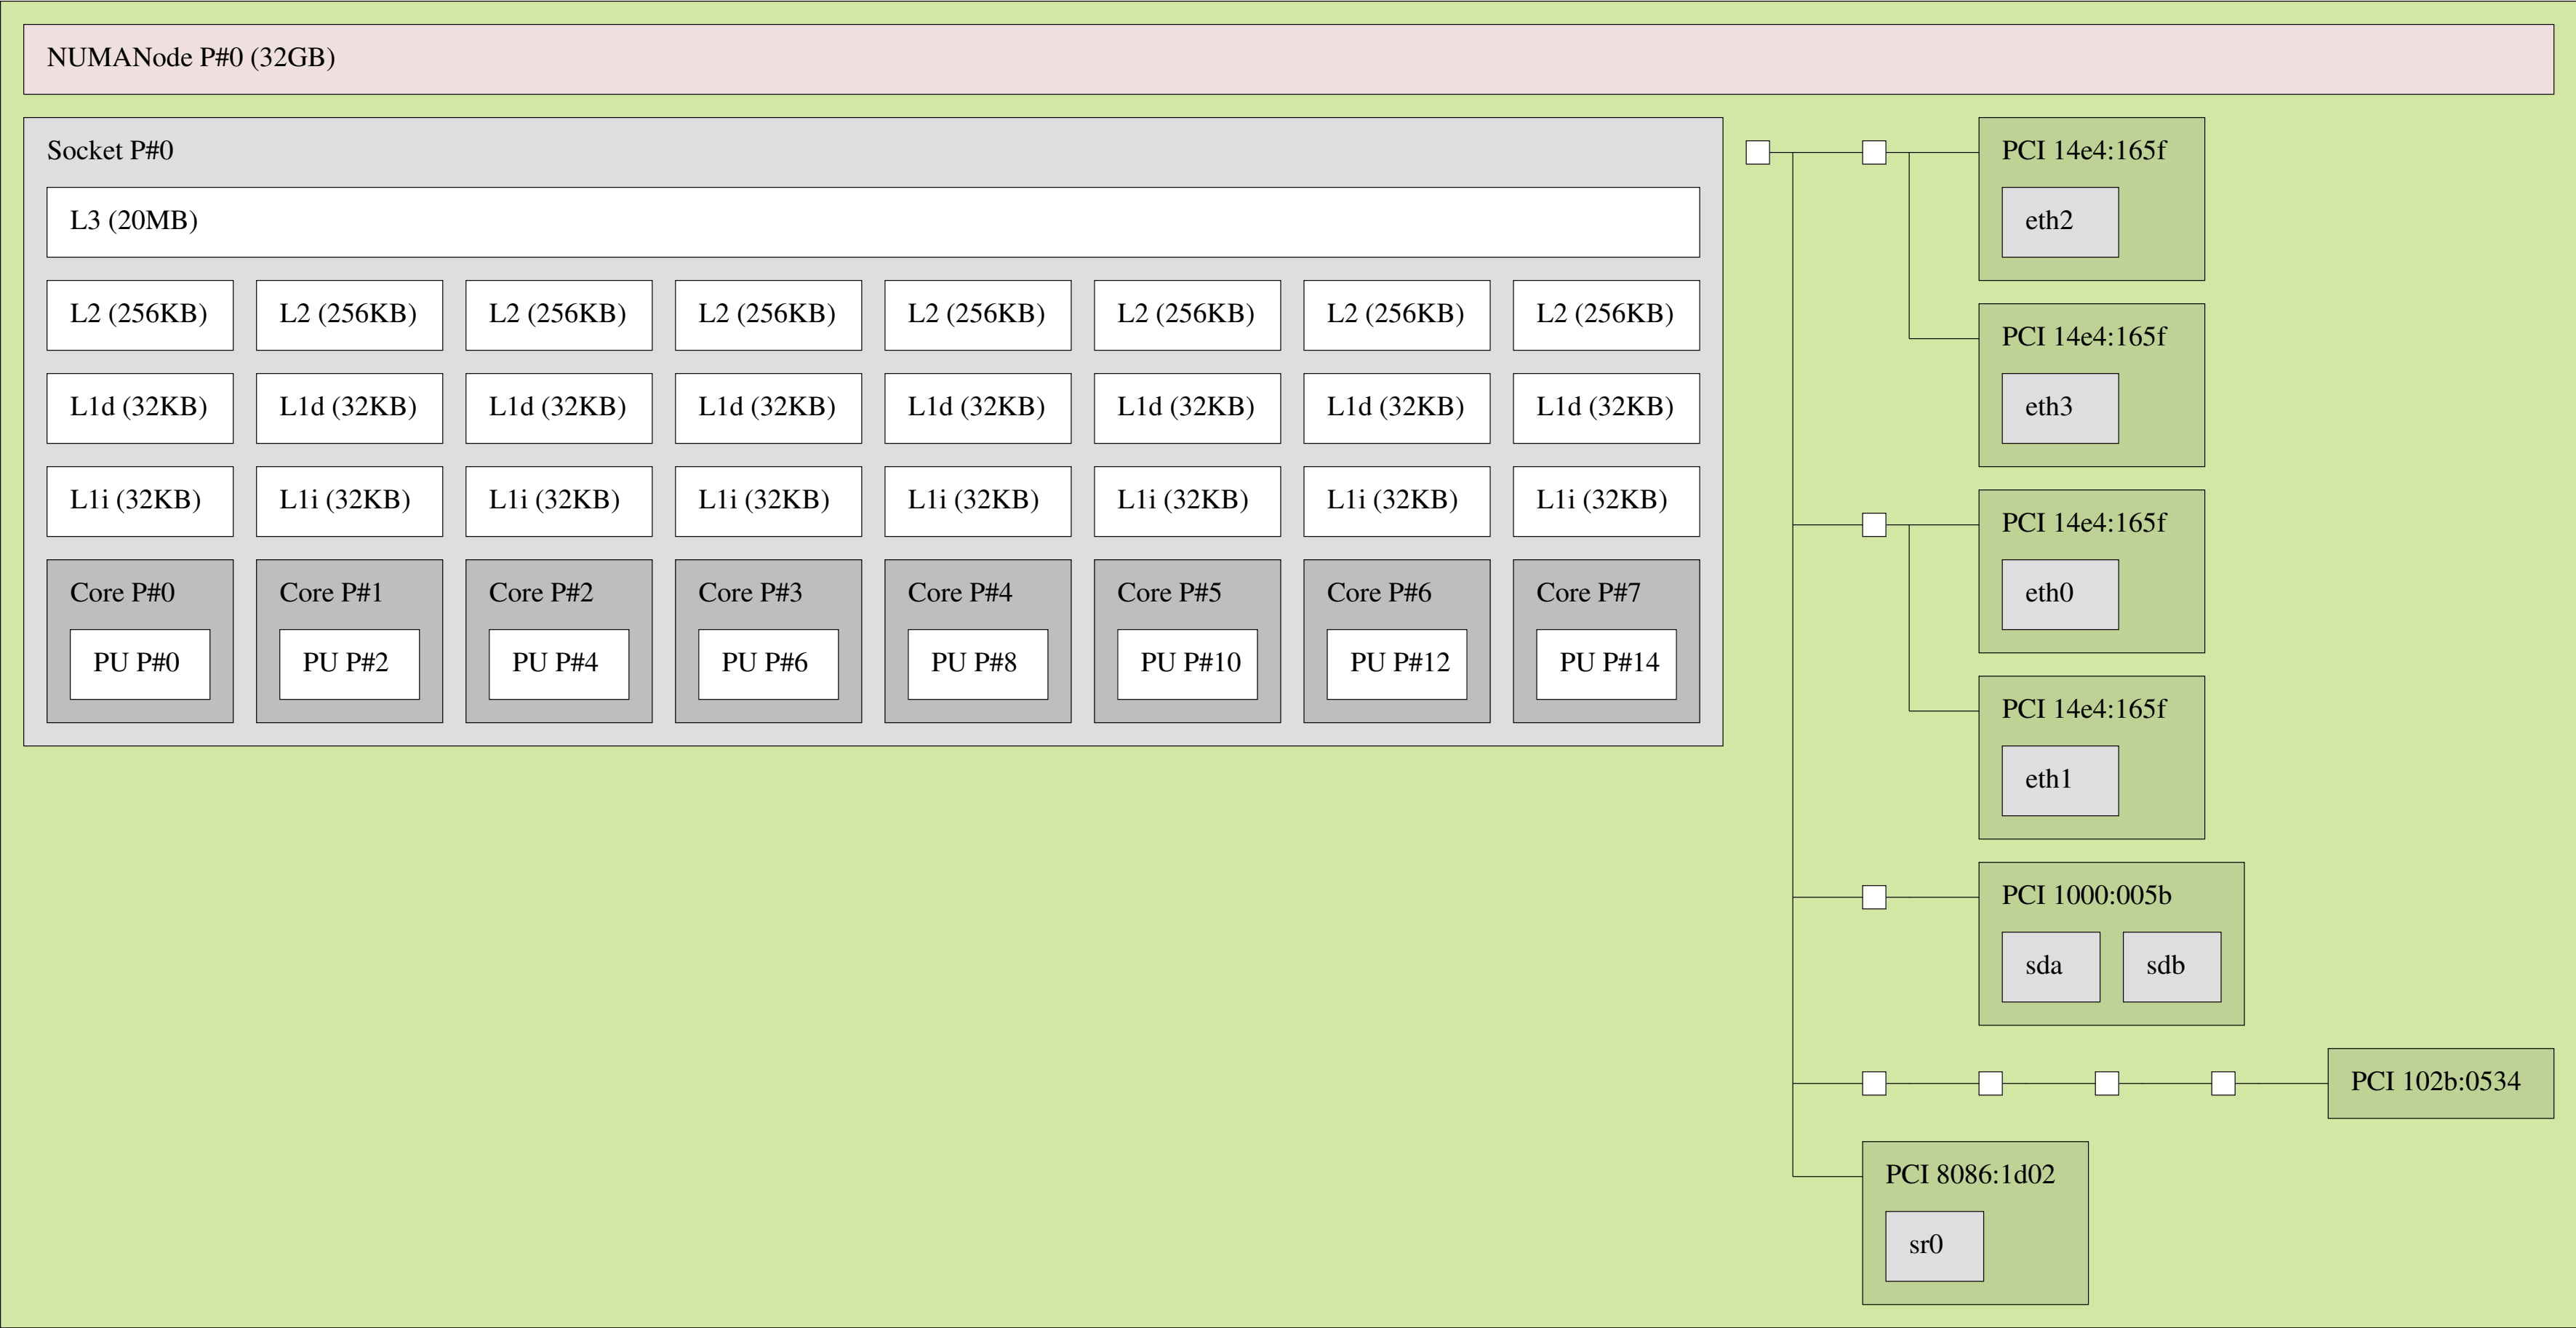 NUMANode P#0 (32GB)
Socket P#0
L3 (20MB)
L2 (256KB) L2 (256KB) L2 (256KB) L2 (256KB) L2 (256KB) L2 (256KB) L2 (256KB) L2 (256KB)
L1d (32KB) L1d (32KB) L1d (32KB) L1d (32KB) L1d (32KB) L1d (32KB) L1d (32KB) L1d (32KB)
L1i (32KB) L1i (32KB) L1i (32KB) L1i (32KB) L1i (32KB) L1i (32KB) L1i (32KB) L1i (32KB)
Core P#0 Core P#1 Core P#2 Core P#3 Core P#4 Core P#5 Core P#6 Core P#7
PU P#0 PU P#2 PU P#4 PU P#6 PU P#8 PU P#10 PU P#12 PU P#14
PCI 14e4:165f
eth2
PCI 14e4:165f
eth3
PCI 14e4:165f
eth0
PCI 14e4:165f
eth1
PCI 1000:005b
sda sdb
PCI 102b:0534
PCI 8086:1d02
sr0